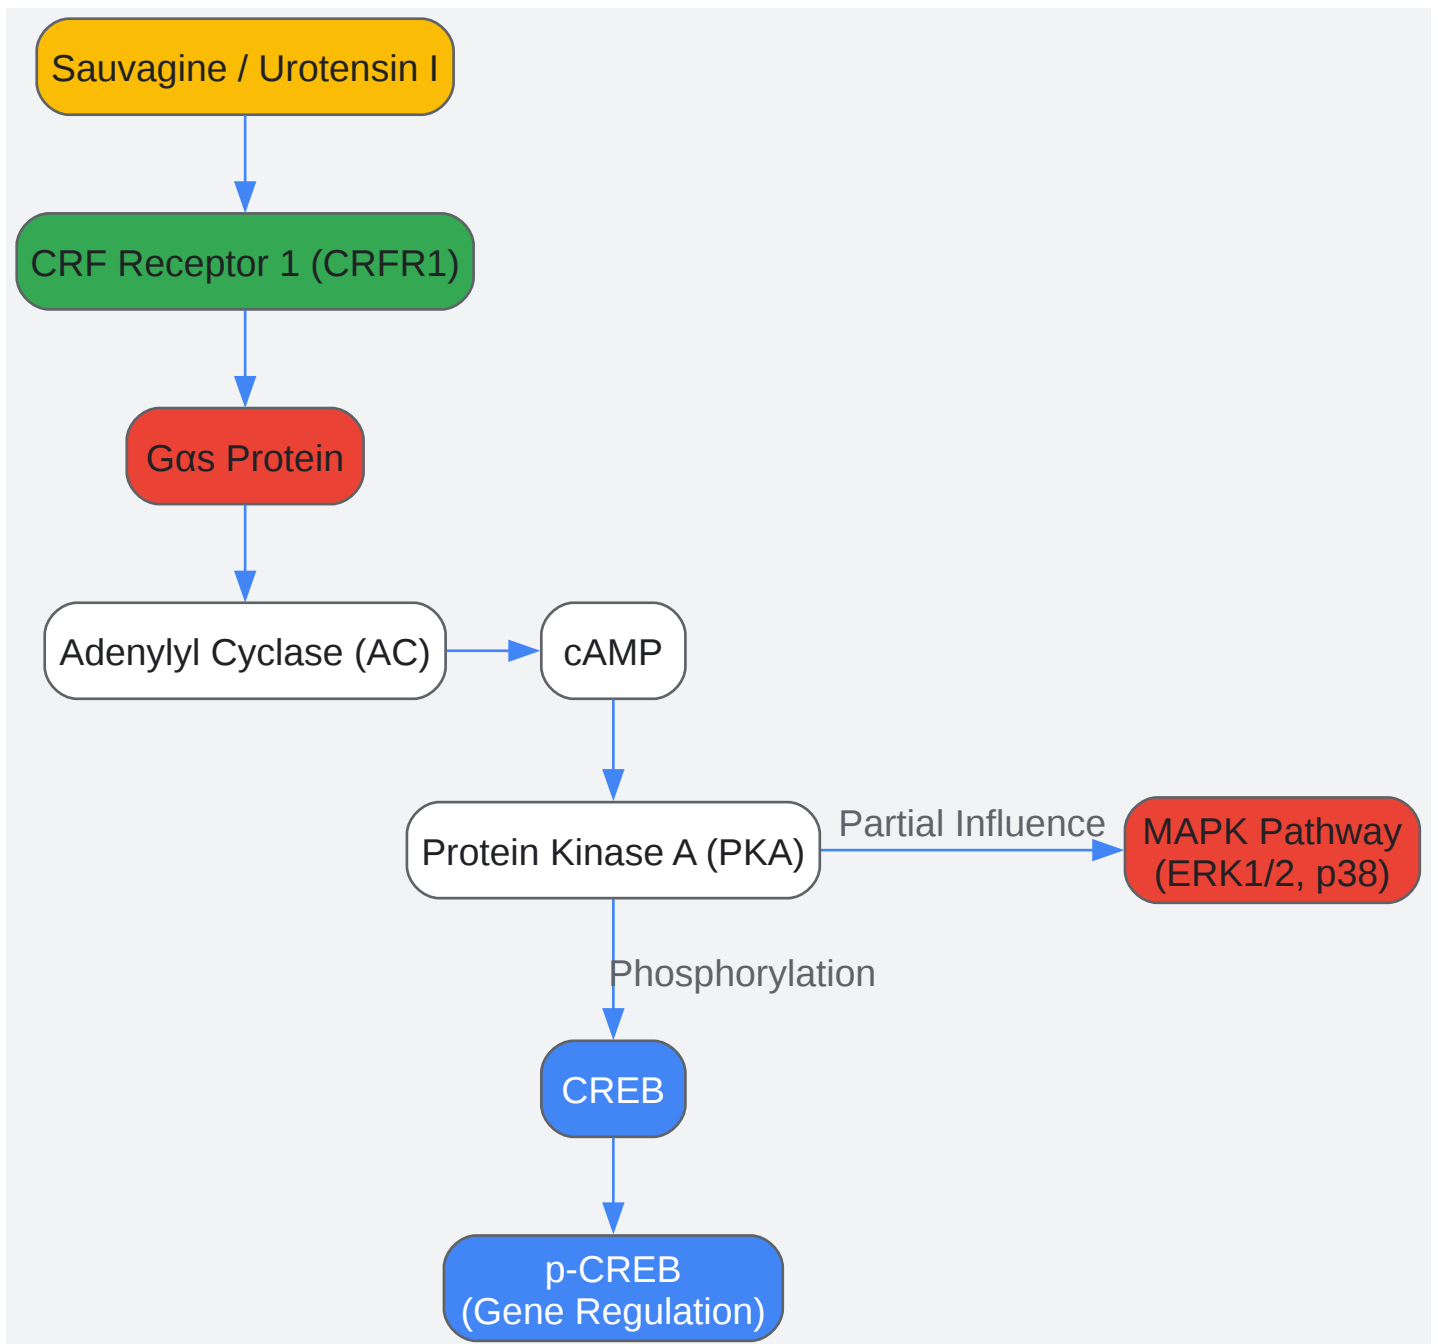 Sauvagine / Urotensin I
CRF Receptor 1 (CRFR1)
Gαs Protein
Adenylyl Cyclase (AC)
cAMP
Protein Kinase A (PKA)
Partial Influence
MAPK Pathway
(ERK1/2, p38)
Phosphorylation
CREB
p-CREB
(Gene Regulation)